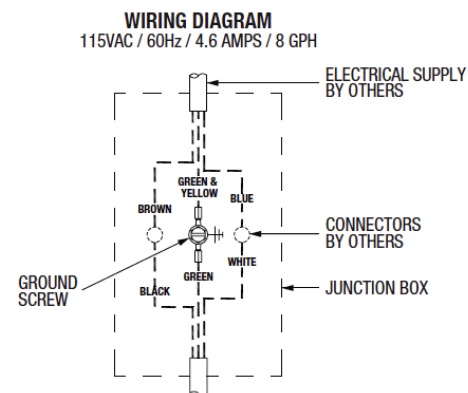 WIRING DIAGRAM
115VAC / 60Hz / 4.6 AMPS / 8 GPH
ELECTRICAL SUPPLY
BY OTHERS
GREEN &
YELLOW
BROWN
BLUE
CONNECTORS
BY OTHERS
WHITE
GREEN
GROUND
SCREW
BLACK
JUNCTION BOX